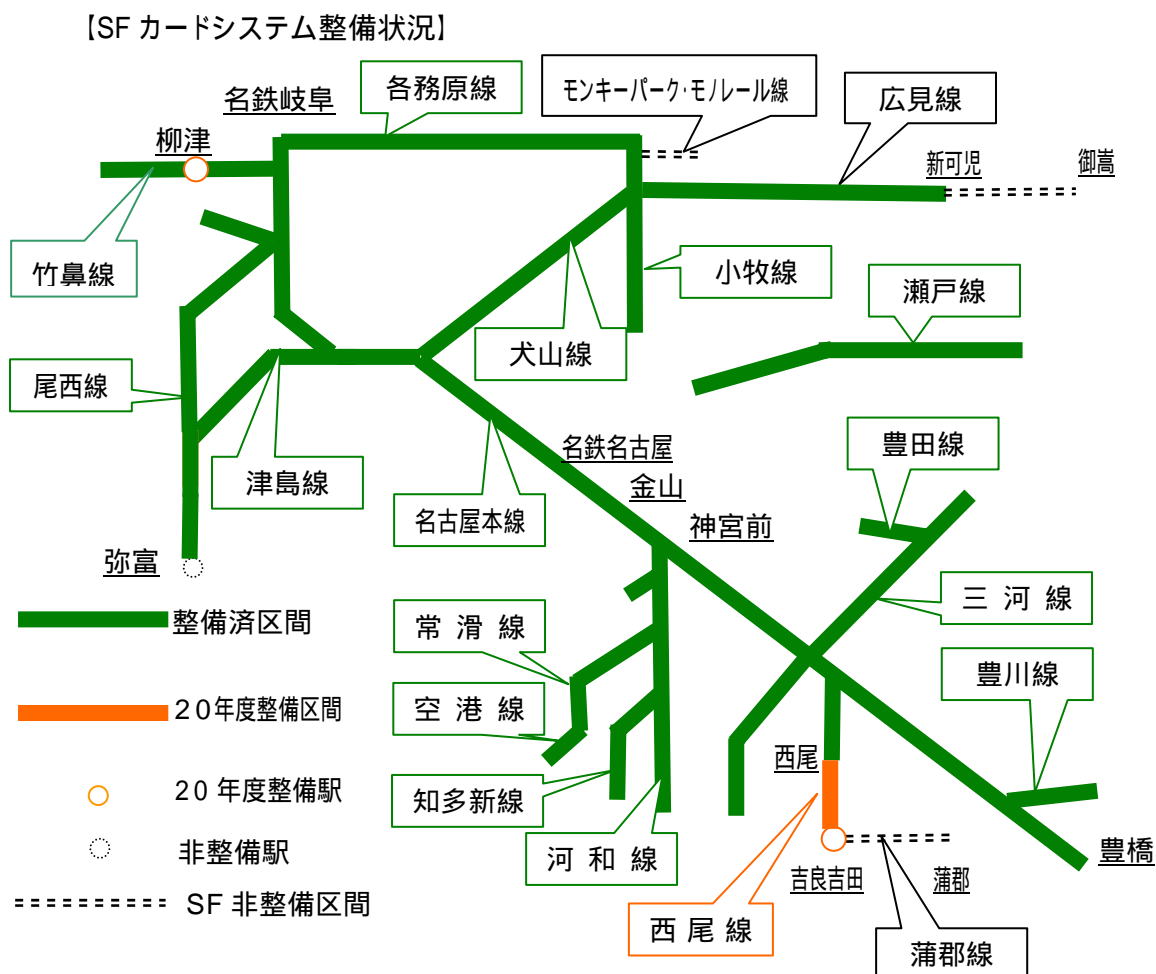 【SFカードシステム整備状況】
各務原線
モンキーパーク・モノレール線
広見線
名鉄岐阜
柳津
新可児
御嵩
竹鼻線
小牧線
瀬戸線
犬山線
尾西線
豊田線
名鉄名古屋
津島線
金山
名古屋本線
神宮前
弥富
三河線
整備済区間
常滑線
豊川線
20年度整備区間
空港線
西尾
20年度整備駅
知多新線
非整備駅
河和線
豊橋
吉良吉田
蒲郡
SF非整備区間
西尾線
蒲郡線